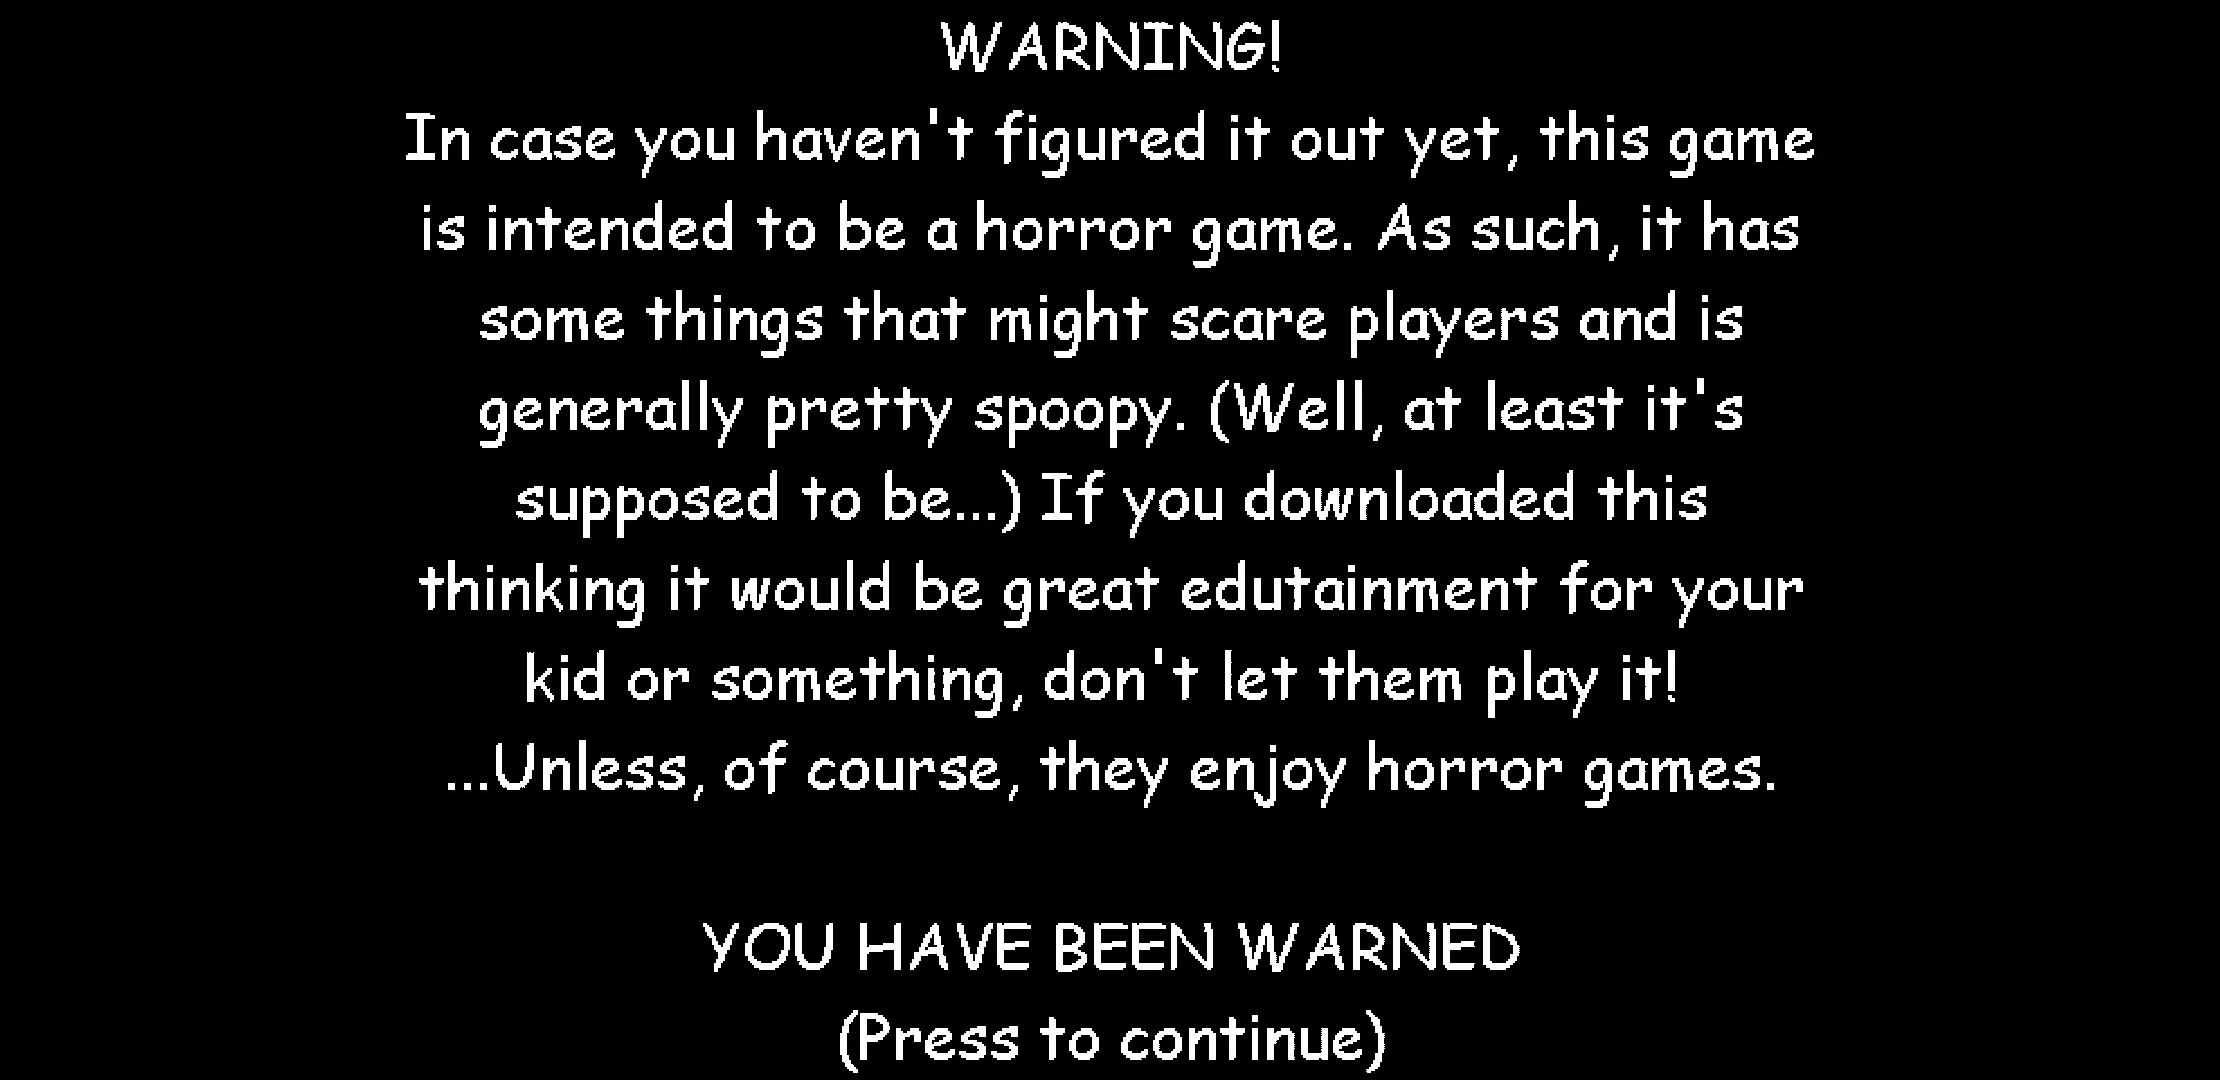 WARNING!
In case you haven't figured it out yet, this game
is intended to be a horror game. As such, it has
some things that might scare players and is
generally pretty spoopy. (Well, at least it's
supposed to be...) If you downloaded this
thinking it would be great edutainment for your
kid or something, don't let them play it!
...Unless, of course, they enjoy horror games.
YOU HAVE BEEN WARNED
(Press to continue)